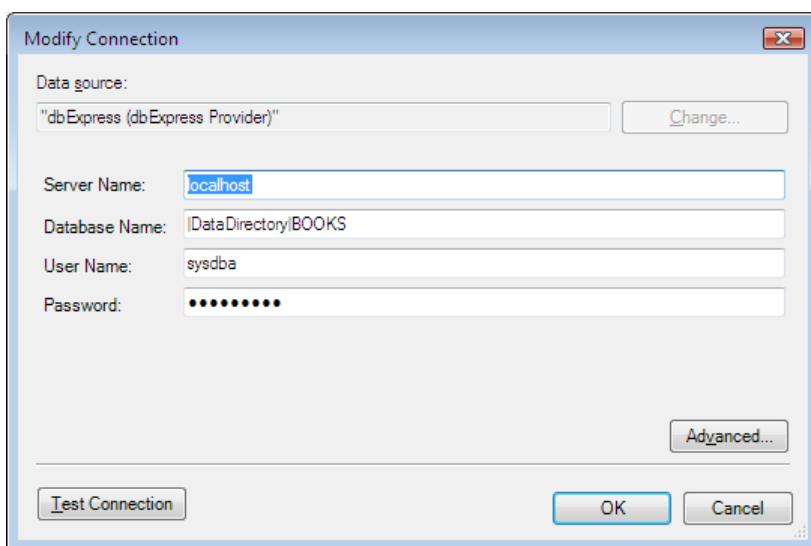 Modify Connection
Data source:
"dbExpress (dbExpress Provider)"
Change...
Server Name:
localhost
Database Name:
|DataDirectory|BOOKS
User Name:
sysdba
Password:
●●●●●●●●●
Advanced...
Test Connection
OK
Cancel